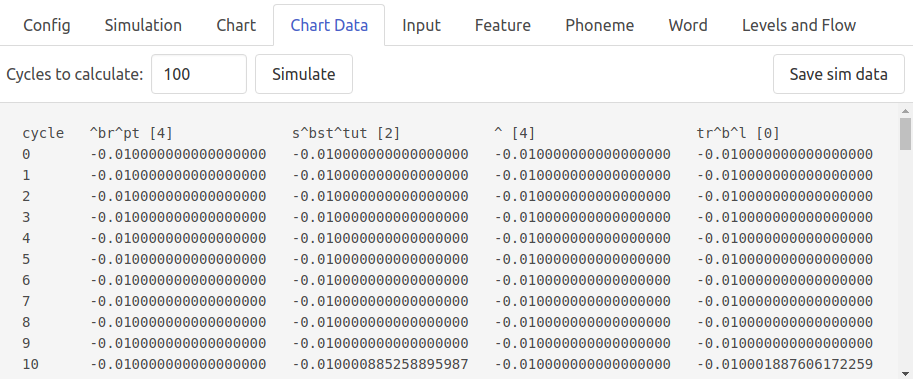 Config Simulation Chart Chart Data Input Feature Phoneme Word Levels and Flow
Cycles to calculate: 100 Simulate Save sim data
cycle ^br^pt [4] s^bst^tut [2] ^ [4] tr^b^l [0]
0 -0.010000000000000000 -0.010000000000000000 -0.010000000000000000 -0.010000000000000000
1 -0.010000000000000000 -0.010000000000000000 -0.010000000000000000 -0.010000000000000000
2 -0.010000000000000000 -0.010000000000000000 -0.010000000000000000 -0.010000000000000000
3 -0.010000000000000000 -0.010000000000000000 -0.010000000000000000 -0.010000000000000000
4 -0.010000000000000000 -0.010000000000000000 -0.010000000000000000 -0.010000000000000000
5 -0.010000000000000000 -0.010000000000000000 -0.010000000000000000 -0.010000000000000000
6 -0.010000000000000000 -0.010000000000000000 -0.010000000000000000 -0.010000000000000000
7 -0.010000000000000000 -0.010000000000000000 -0.010000000000000000 -0.010000000000000000
8 -0.010000000000000000 -0.010000000000000000 -0.010000000000000000 -0.010000000000000000
9 -0.010000000000000000 -0.010000000000000000 -0.010000000000000000 -0.010000000000000000
10 -0.010000000000000000 -0.010000885258895987 -0.010000000000000000 -0.010001887606172259